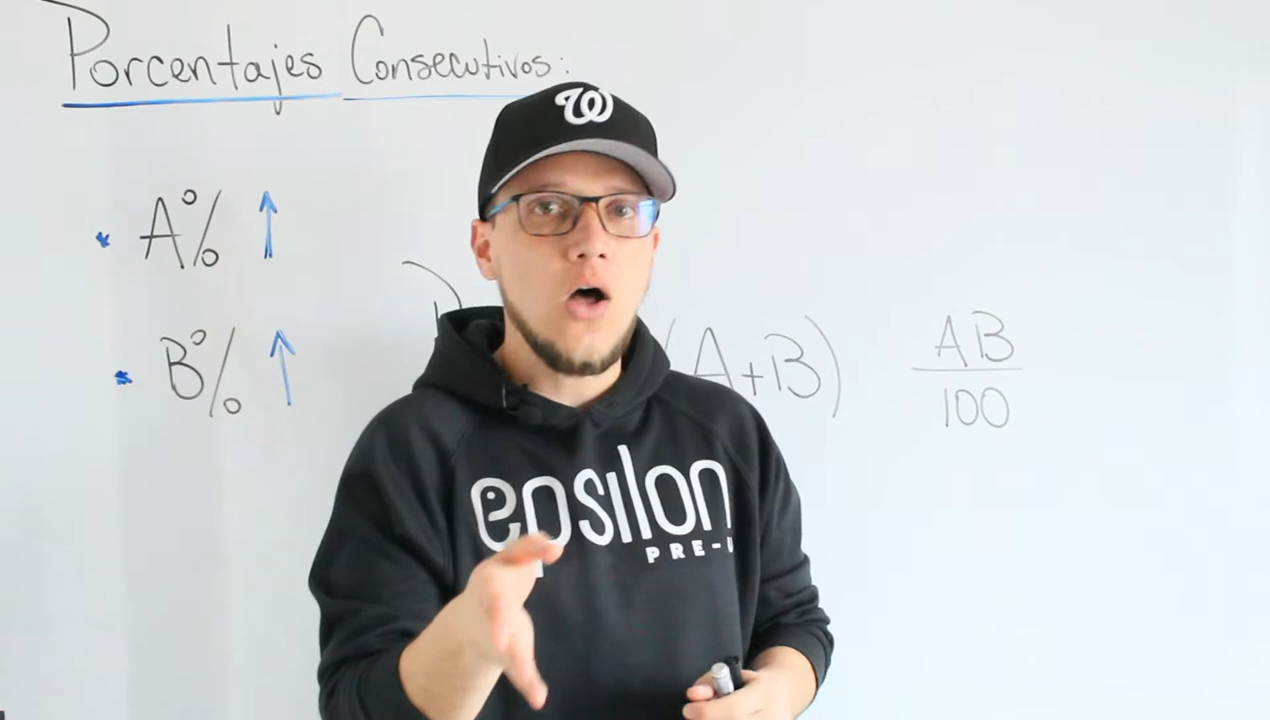 Porcentajes Consecutivos:
A% ↑
B% ↑
(A+B)
AB
100
W
epsilon
PRE-